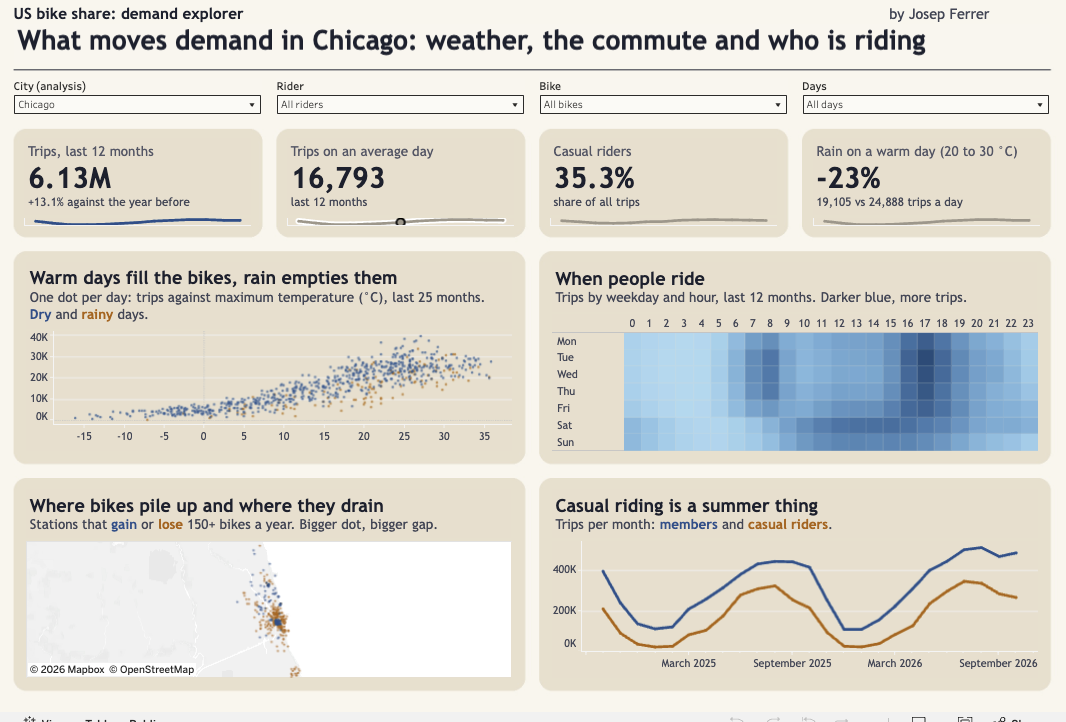 US bike share: demand explorer
by Josep Ferrer
What moves demand in Chicago: weather, the commute and who is riding
City (analysis)
Chicago
Rider
All riders
Bike
All bikes
Days
All days
Trips, last 12 months
6.13M
+13.1% against the year before
Trips on an average day
16,793
last 12 months
Casual riders
35.3%
share of all trips
Rain on a warm day (20 to 30 °C)
-23%
19,105 vs 24,888 trips a day
Warm days fill the bikes, rain empties them
One dot per day: trips against maximum temperature (°C), last 25 months.
Dry and rainy days.
40K
30K
20K
10K
0K
-15 -10 -5 0 5 10 15 20 25 30 35
When people ride
Trips by weekday and hour, last 12 months. Darker blue, more trips.
0 1 2 3 4 5 6 7 8 9 10 11 12 13 14 15 16 17 18 19 20 21 22 23
Mon
Tue
Wed
Thu
Fri
Sat
Sun
Where bikes pile up and where they drain
Stations that gain or lose 150+ bikes a year. Bigger dot, bigger gap.
© 2026 Mapbox © OpenStreetMap
Casual riding is a summer thing
Trips per month: members and casual riders.
400K
200K
0K
March 2025 September 2025 March 2026 September 2026